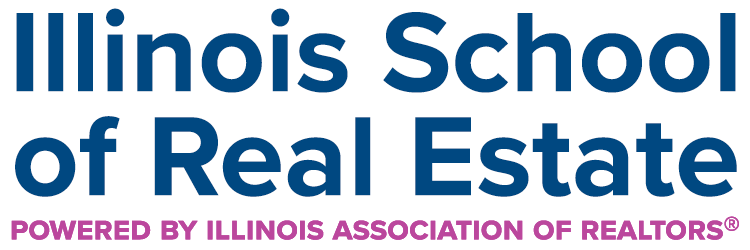 Illinois School
of Real Estate
POWERED BY ILLINOIS ASSOCIATION OF REALTORS®